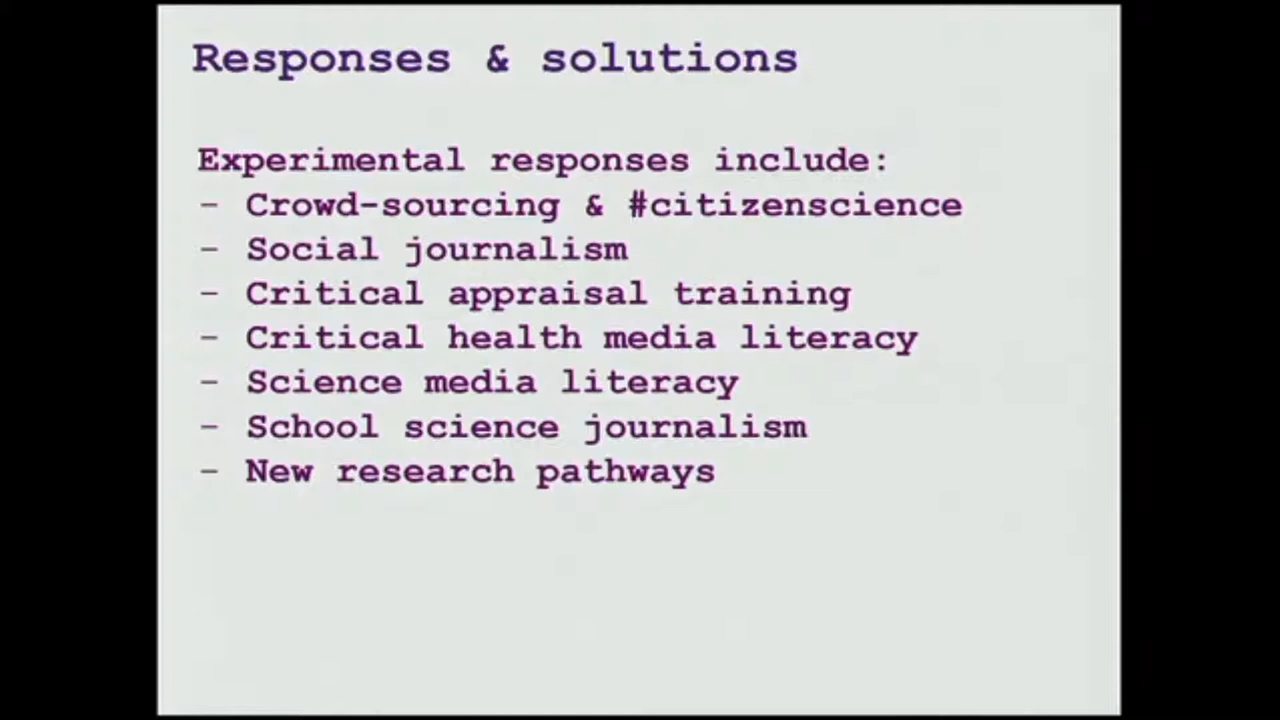 Responses & solutions
Experimental responses include:
- Crowd-sourcing & #citizenscience
- Social journalism
- Critical appraisal training
- Critical health media literacy
- Science media literacy
- School science journalism
- New research pathways